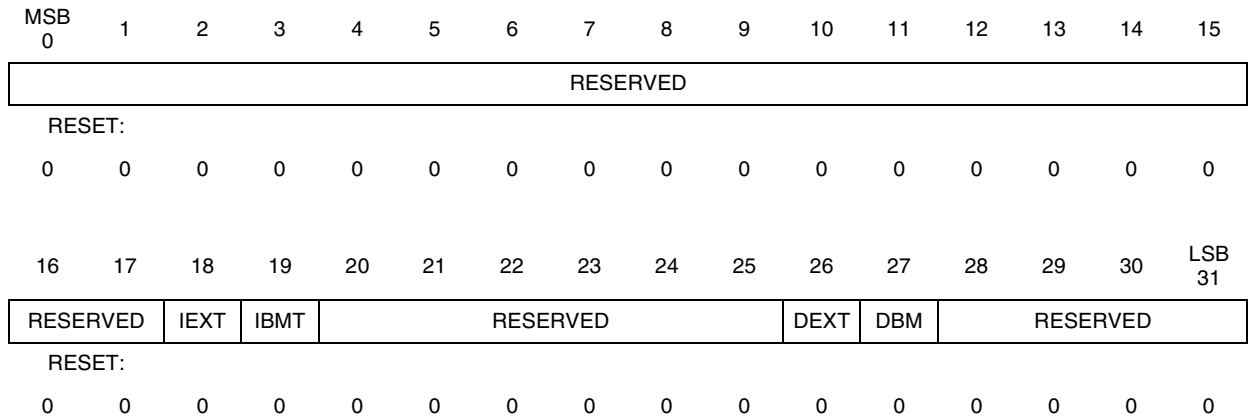 MSB
0 1 2 3 4 5 6 7 8 9 10 11 12 13 14 15
RESERVED
RESET:
0 0 0 0 0 0 0 0 0 0 0 0 0 0 0 0
16 17 18 19 20 21 22 23 24 25 26 27 28 29 30 LSB
31
RESERVED IEXT IBMT RESERVED DEXT DBM RESERVED
RESET:
0 0 0 0 0 0 0 0 0 0 0 0 0 0 0 0